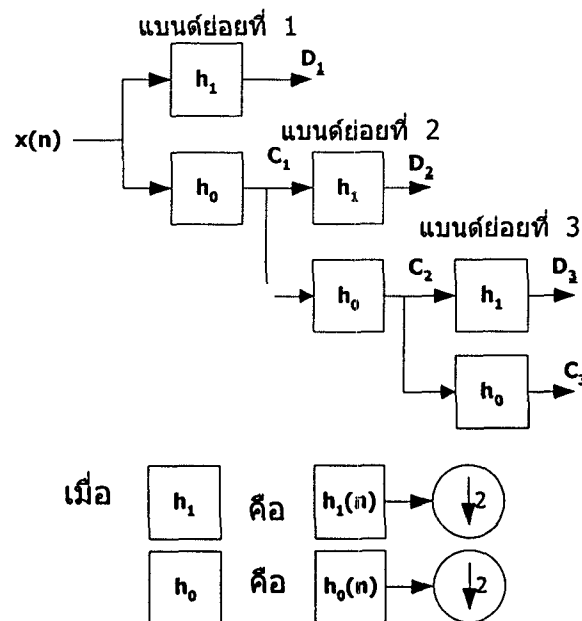 แบนด์ย่อยที่ 1
h₁
D₁
x(n)
แบนด์ย่อยที่ 2
h₀
C₁
h₁
D₂
แบนด์ย่อยที่ 3
h₀
C₂
h₁
D₃
h₀
C₃
เมื่อ h₁ คือ h₁(n) 2
h₀ คือ h₀(n) 2